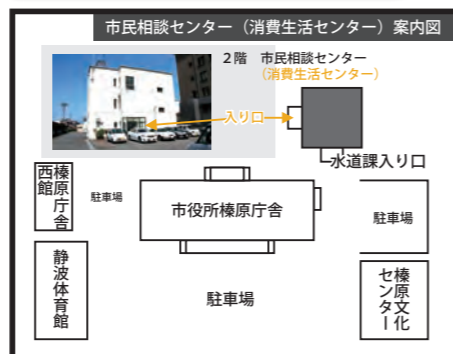 市民相談センター（消費生活センター）案内図
２階　市民相談センター
（消費生活センター）
入り口
水道課入り口
榛原庁舎
西館
駐車場
市役所榛原庁舎
駐車場
静波体育館
駐車場
榛原文化
センター